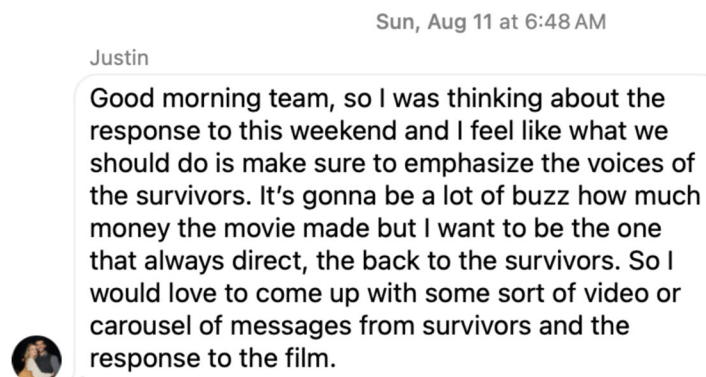 Sun, Aug 11 at 6:48 AM
Justin
Good morning team, so I was thinking about the
response to this weekend and I feel like what we
should do is make sure to emphasize the voices of
the survivors. It's gonna be a lot of buzz how much
money the movie made but I want to be the one
that always direct, the back to the survivors. So I
would love to come up with some sort of video or
carousel of messages from survivors and the
response to the film.